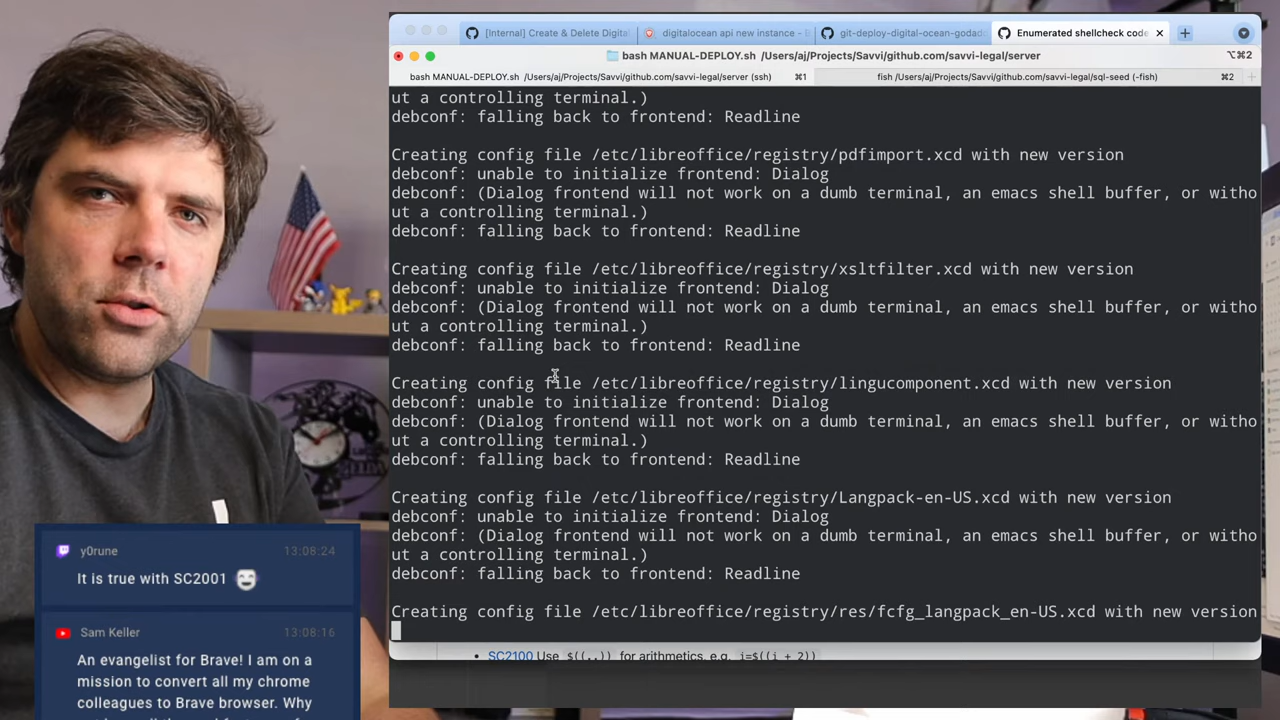 [Internal] Create & Delete Digital
digitalocean api new instance - B
git-deploy-digital-ocean-godadd
Enumerated shellcheck code
bash MANUAL-DEPLOY.sh /Users/aj/Projects/Savvi/github.com/savvi-legal/server
⌥⌘2
bash MANUAL-DEPLOY.sh /Users/aj/Projects/Savvi/github.com/savvi-legal/server (ssh)
⌘1
fish /Users/aj/Projects/Savvi/github.com/savvi-legal/sql-seed (-fish)
⌘2
ut a controlling terminal.)
debconf: falling back to frontend: Readline
Creating config file /etc/libreoffice/registry/pdfimport.xcd with new version
debconf: unable to initialize frontend: Dialog
debconf: (Dialog frontend will not work on a dumb terminal, an emacs shell buffer, or witho
ut a controlling terminal.)
debconf: falling back to frontend: Readline
Creating config file /etc/libreoffice/registry/xsltfilter.xcd with new version
debconf: unable to initialize frontend: Dialog
debconf: (Dialog frontend will not work on a dumb terminal, an emacs shell buffer, or witho
ut a controlling terminal.)
debconf: falling back to frontend: Readline
Creating config file /etc/libreoffice/registry/lingucomponent.xcd with new version
debconf: unable to initialize frontend: Dialog
debconf: (Dialog frontend will not work on a dumb terminal, an emacs shell buffer, or witho
ut a controlling terminal.)
debconf: falling back to frontend: Readline
Creating config file /etc/libreoffice/registry/Langpack-en-US.xcd with new version
debconf: unable to initialize frontend: Dialog
debconf: (Dialog frontend will not work on a dumb terminal, an emacs shell buffer, or witho
ut a controlling terminal.)
debconf: falling back to frontend: Readline
Creating config file /etc/libreoffice/registry/res/fcfg_langpack_en-US.xcd with new version
SC2100 Use $((..)) for arithmetics, e.g. i=$((i + 2))
y0rune 13:08:24
It is true with SC2001
Sam Keller 13:08:16
An evangelist for Brave! I am on a
mission to convert all my chrome
colleagues to Brave browser. Why